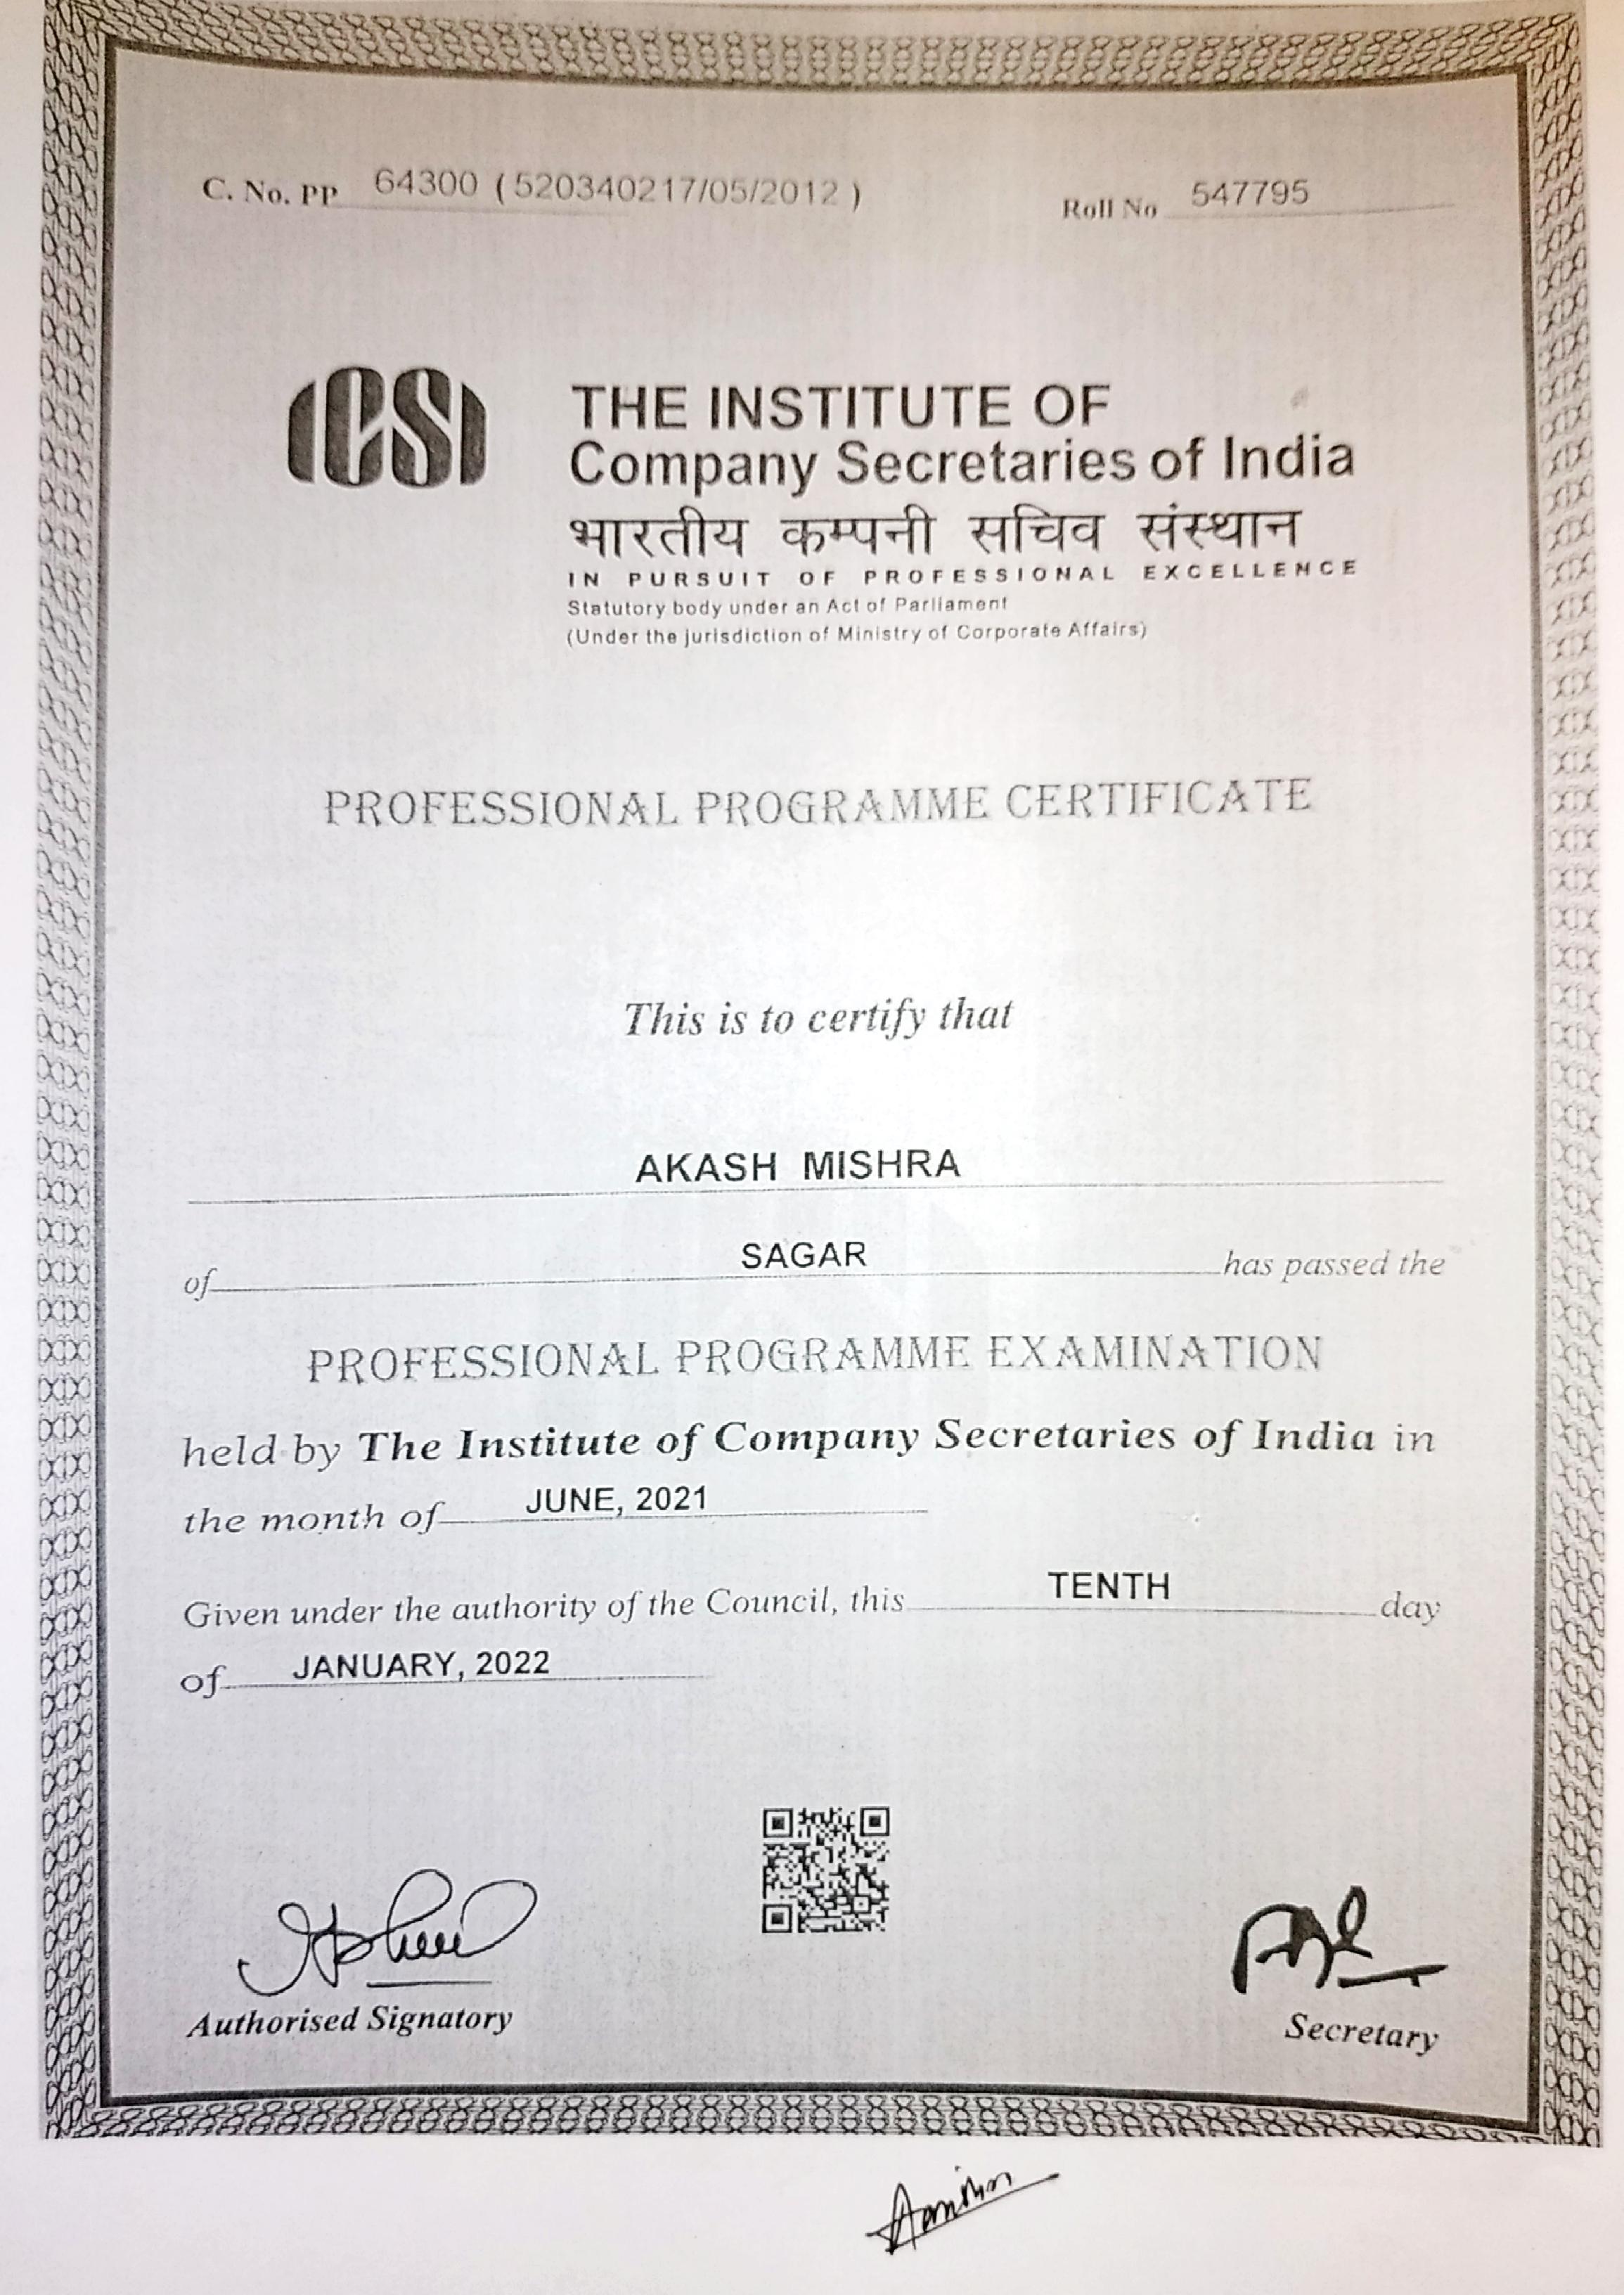 C. No. PP 64300 ( 520340217/05/2012 ) Roll No 547795
ICSI
THE INSTITUTE OF
Company Secretaries of India
भारतीय कम्पनी सचिव संस्थान
IN PURSUIT OF PROFESSIONAL EXCELLENCE
Statutory body under an Act of Parliament
(Under the jurisdiction of Ministry of Corporate Affairs)
PROFESSIONAL PROGRAMME CERTIFICATE
This is to certify that
AKASH MISHRA
of SAGAR has passed the
PROFESSIONAL PROGRAMME EXAMINATION
held by The Institute of Company Secretaries of India in
the month of JUNE, 2021
Given under the authority of the Council, this TENTH day
of JANUARY, 2022
Authorised Signatory
Secretary